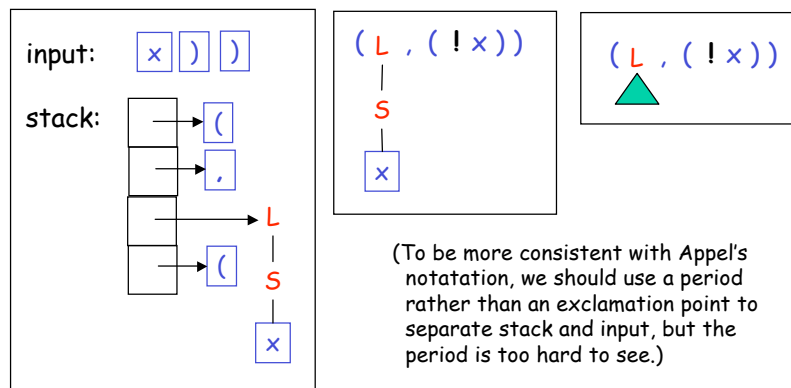 input: x ) )
stack: (
,
L
(
S
x
( L , ( ! x ) )
S
x
( L , ( ! x ) )
(To be more consistent with Appel's
notatation, we should use a period
rather than an exclamation point to
separate stack and input, but the
period is too hard to see.)